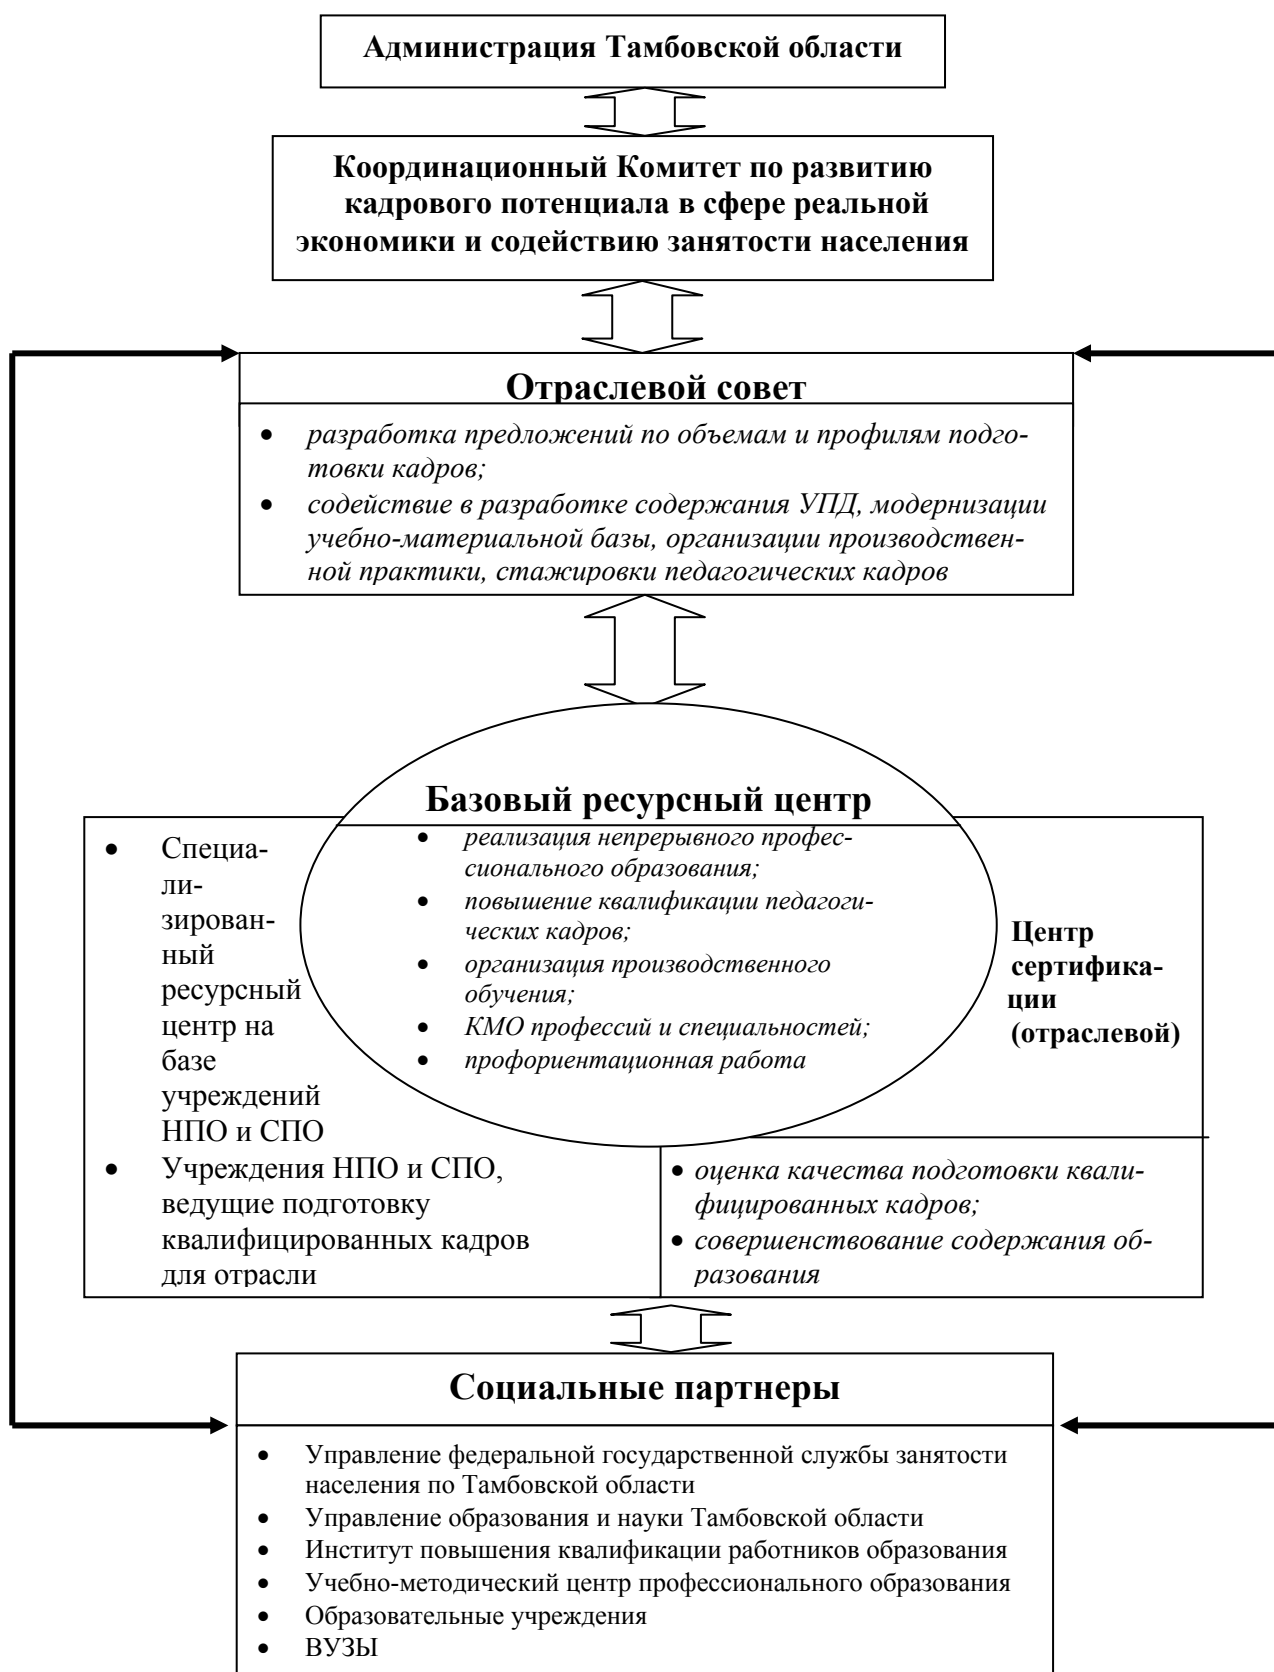 Администрация Тамбовской области
Координационный Комитет по развитию
кадрового потенциала в сфере реальной
экономики и содействию занятости населения
Отраслевой совет
• разработка предложений по объемам и профилям подго-
товки кадров;
• содействие в разработке содержания УПД, модернизации
учебно-материальной базы, организации производствен-
ной практики, стажировки педагогических кадров
Базовый ресурсный центр
• реализация непрерывного профес-
сионального образования;
• повышение квалификации педагоги-
ческих кадров;
• организация производственного
обучения;
• КМО профессий и специальностей;
• профориентационная работа
• Специа-
ли-
зирован-
ный
ресурсный
центр на
базе
учреждений
НПО и СПО
• Учреждения НПО и СПО,
ведущие подготовку
квалифицированных кадров
для отрасли
Центр
сертифика-
ции
(отраслевой)
• оценка качества подготовки квали-
фицированных кадров;
• совершенствование содержания об-
разования
Социальные партнеры
• Управление федеральной государственной службы занятости
населения по Тамбовской области
• Управление образования и науки Тамбовской области
• Институт повышения квалификации работников образования
• Учебно-методический центр профессионального образования
• Образовательные учреждения
• ВУЗЫ